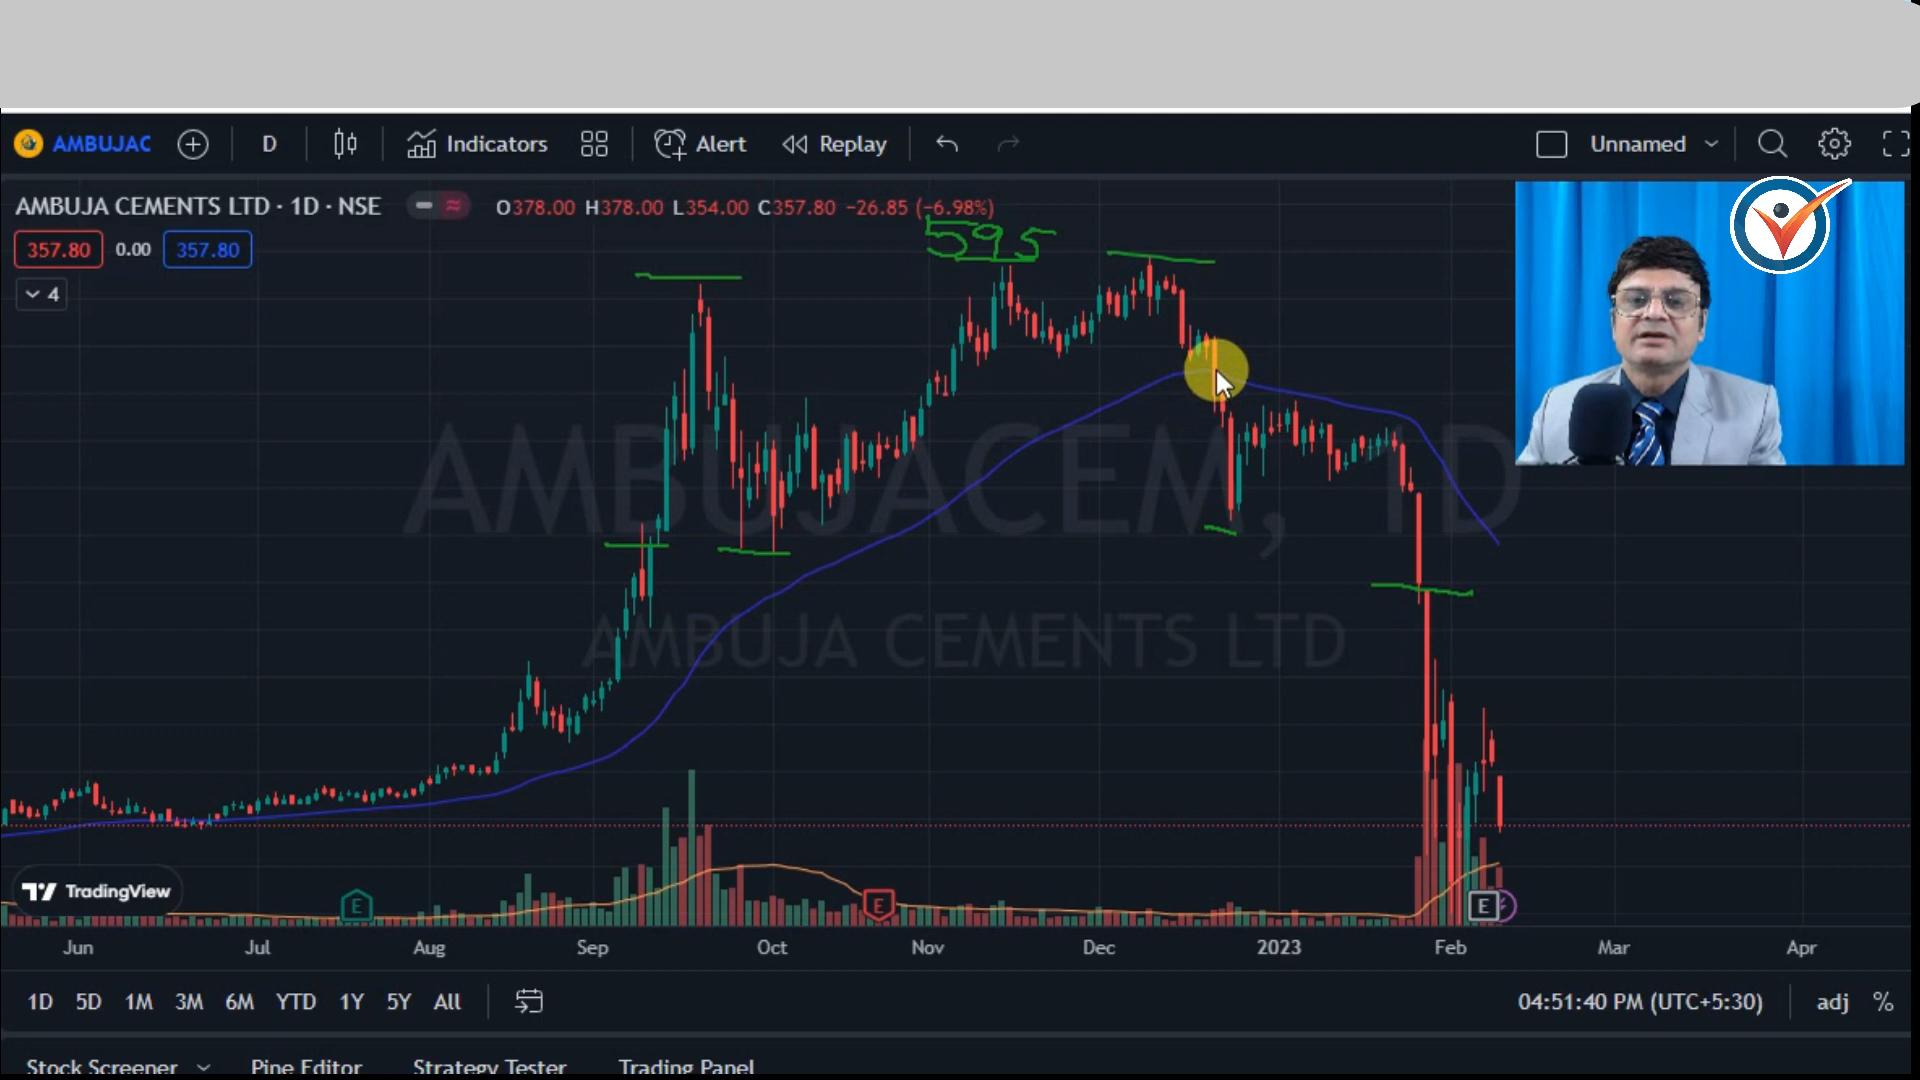 AMBUJAC D Indicators Alert Replay Unnamed
AMBUJA CEMENTS LTD · 1D · NSE O378.00 H378.00 L354.00 C357.80 −26.85 (−6.98%)
357.80 0.00 357.80
595
4
AMBUJACEM, 1D
AMBUJA CEMENTS LTD
TradingView
E E E
Jun Jul Aug Sep Oct Nov Dec 2023 Feb Mar Apr
1D 5D 1M 3M 6M YTD 1Y 5Y All 04:51:40 PM (UTC+5:30) adj %
Stock Screener Pine Editor Strategy Tester Trading Panel